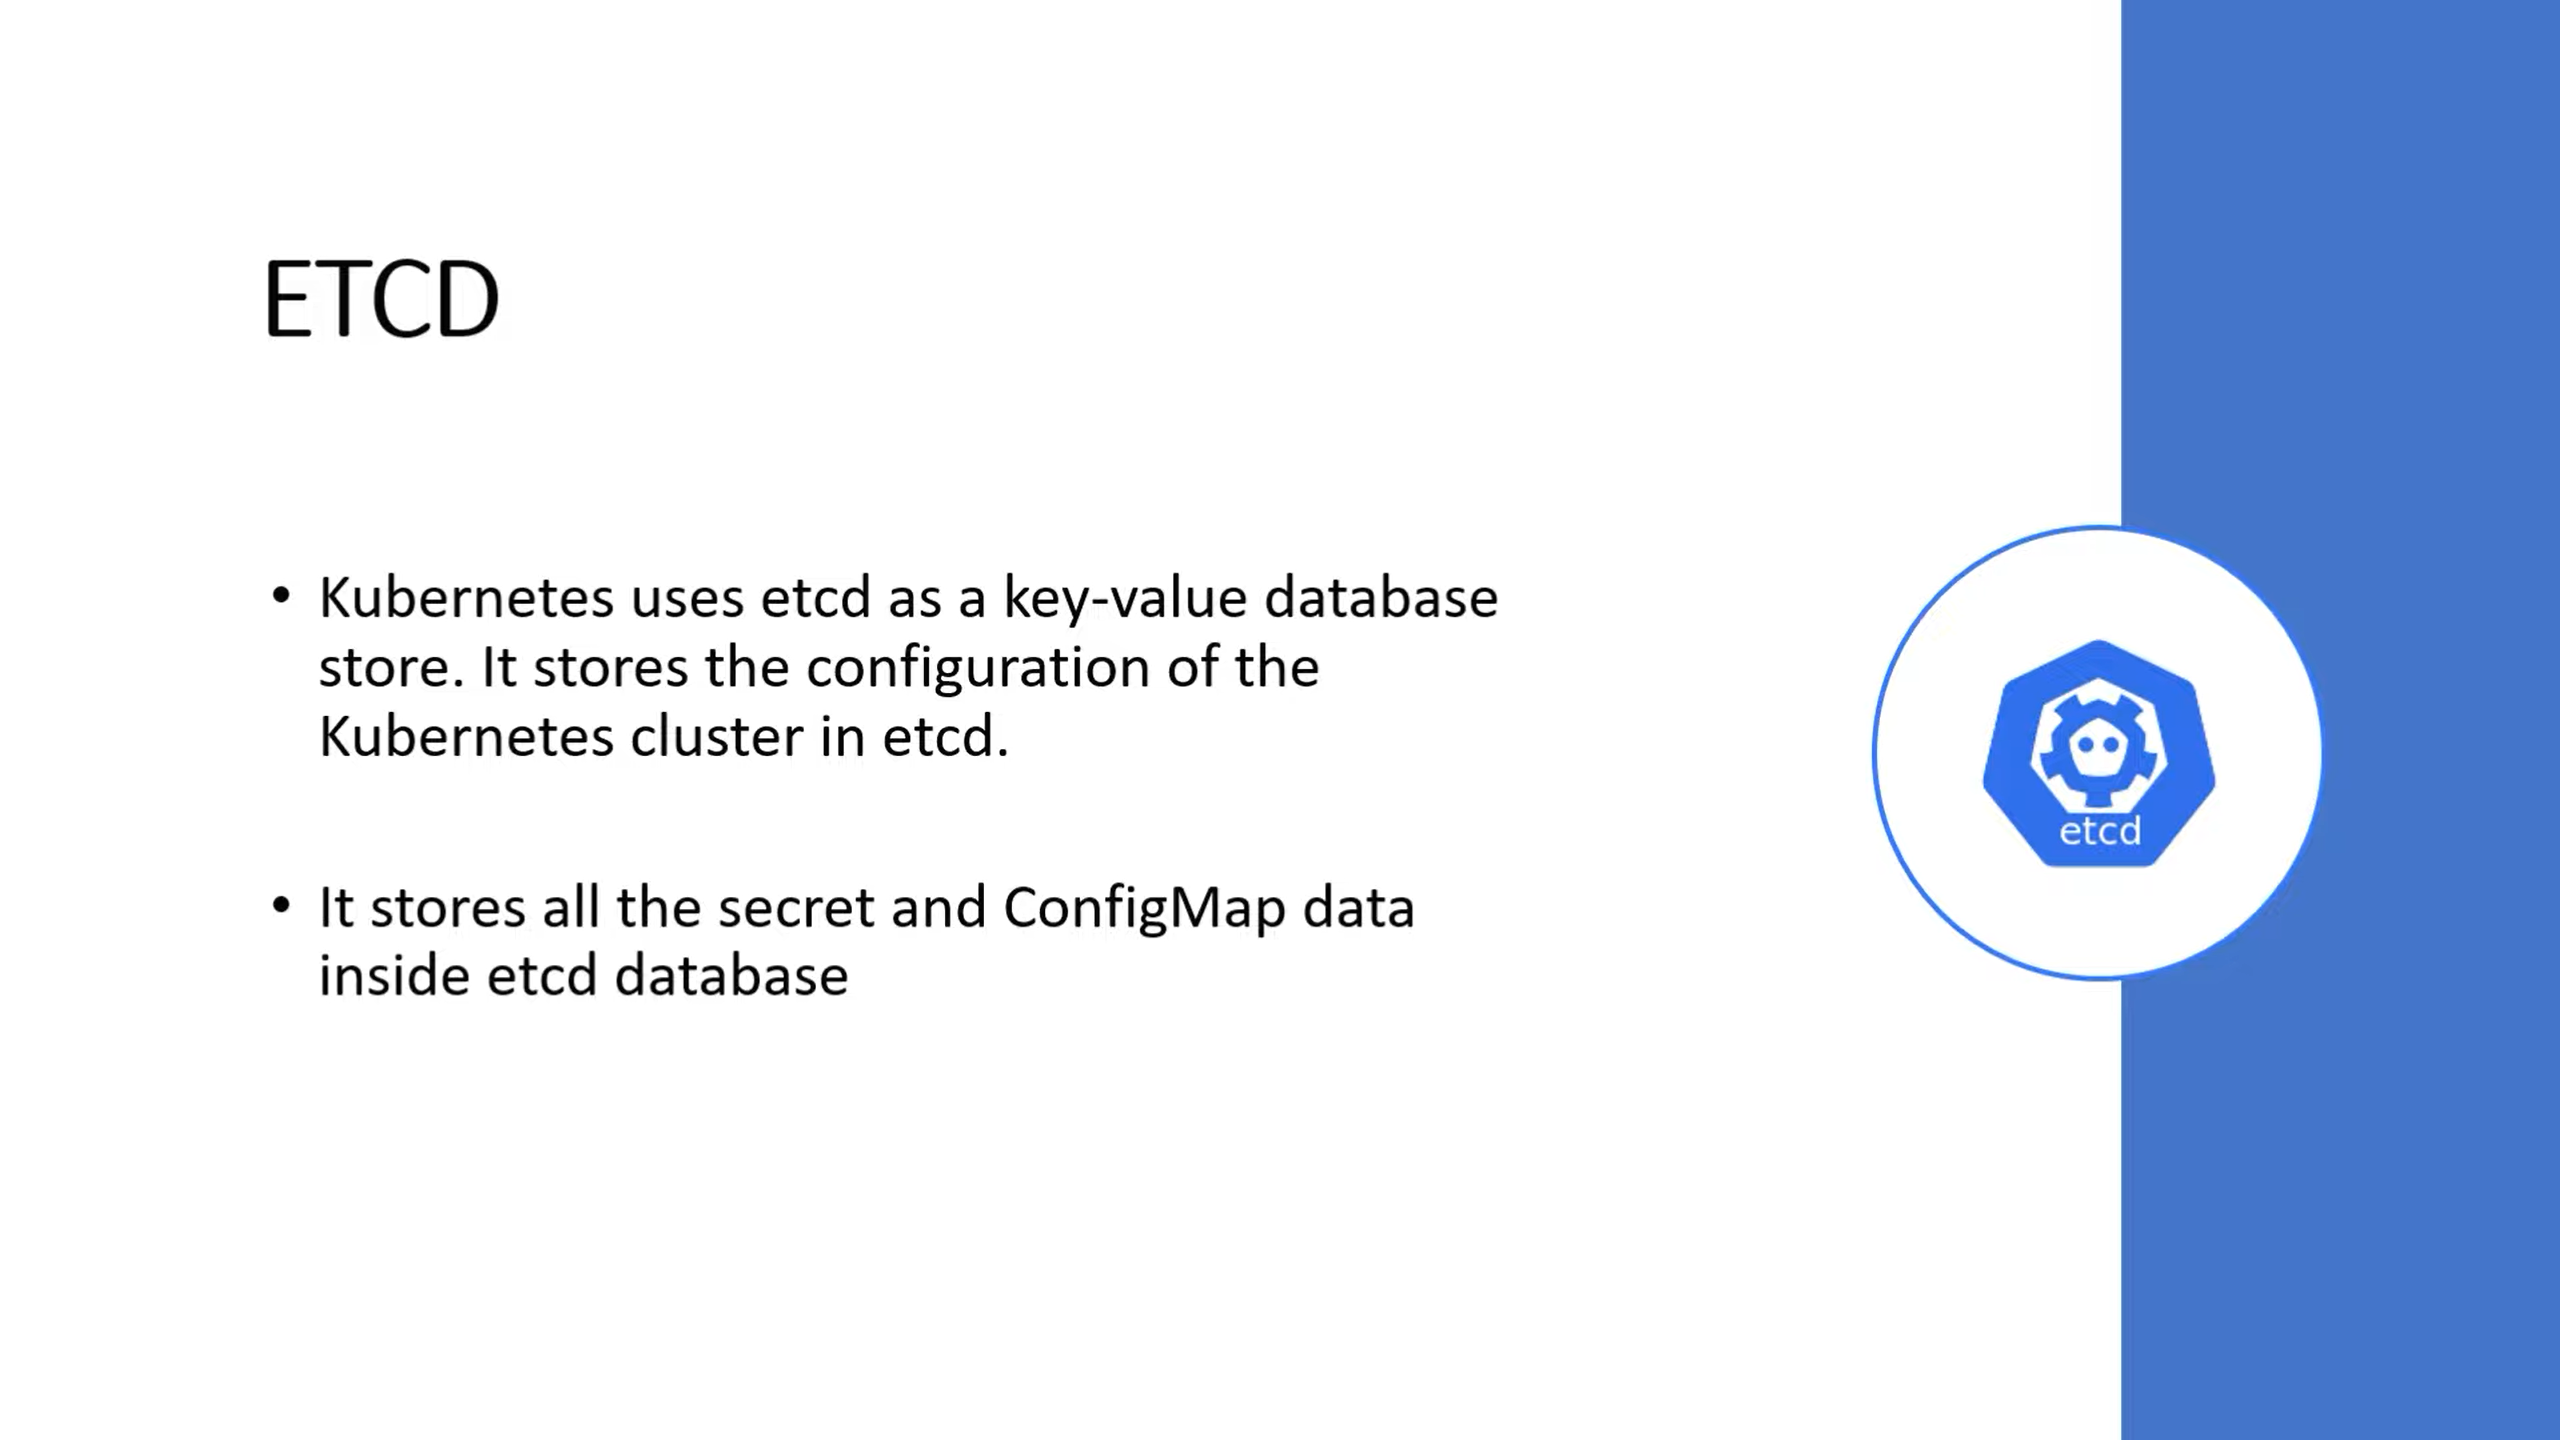 ETCD
• Kubernetes uses etcd as a key-value database
store. It stores the configuration of the
Kubernetes cluster in etcd.
• It stores all the secret and ConfigMap data
inside etcd database
etcd